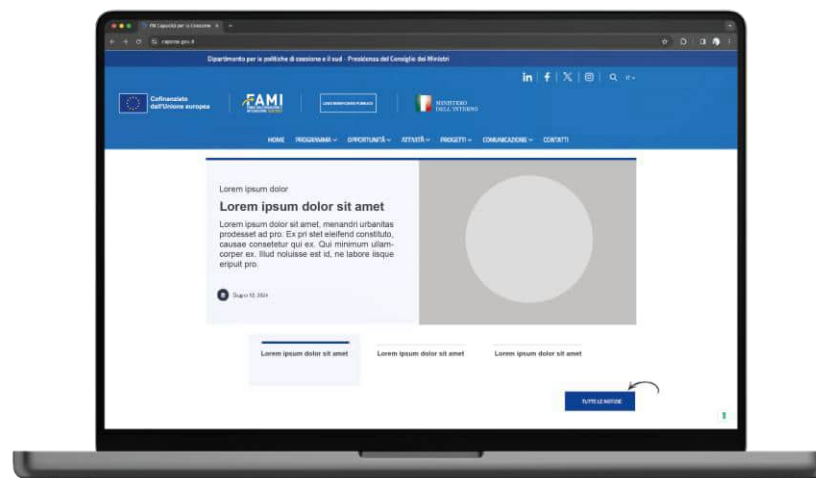 Dipartimento per le politiche di coesione e il sud - Presidenza del Consiglio dei Ministri
in f X
Cofinanziato
dall'Unione europea
FAMI
MINISTERO
DELL'INTERNO
HOME PROGRAMMA OPPORTUNITÀ ATTIVITÀ PROGETTI COMUNICAZIONE CONTATTI
Lorem ipsum dolor
Lorem ipsum dolor sit amet
Lorem ipsum dolor sit amet, menandri urbanitas
prodesset ad pro. Ex pri stet eleifend constituto,
causae consetetur qui ex. Qui minimum ullam-
corper ex. Illud noluisse est id, ne labore iisque
eripuit pro.
Lorem ipsum dolor sit amet
Lorem ipsum dolor sit amet
Lorem ipsum dolor sit amet
TUTTE LE NOTIZIE